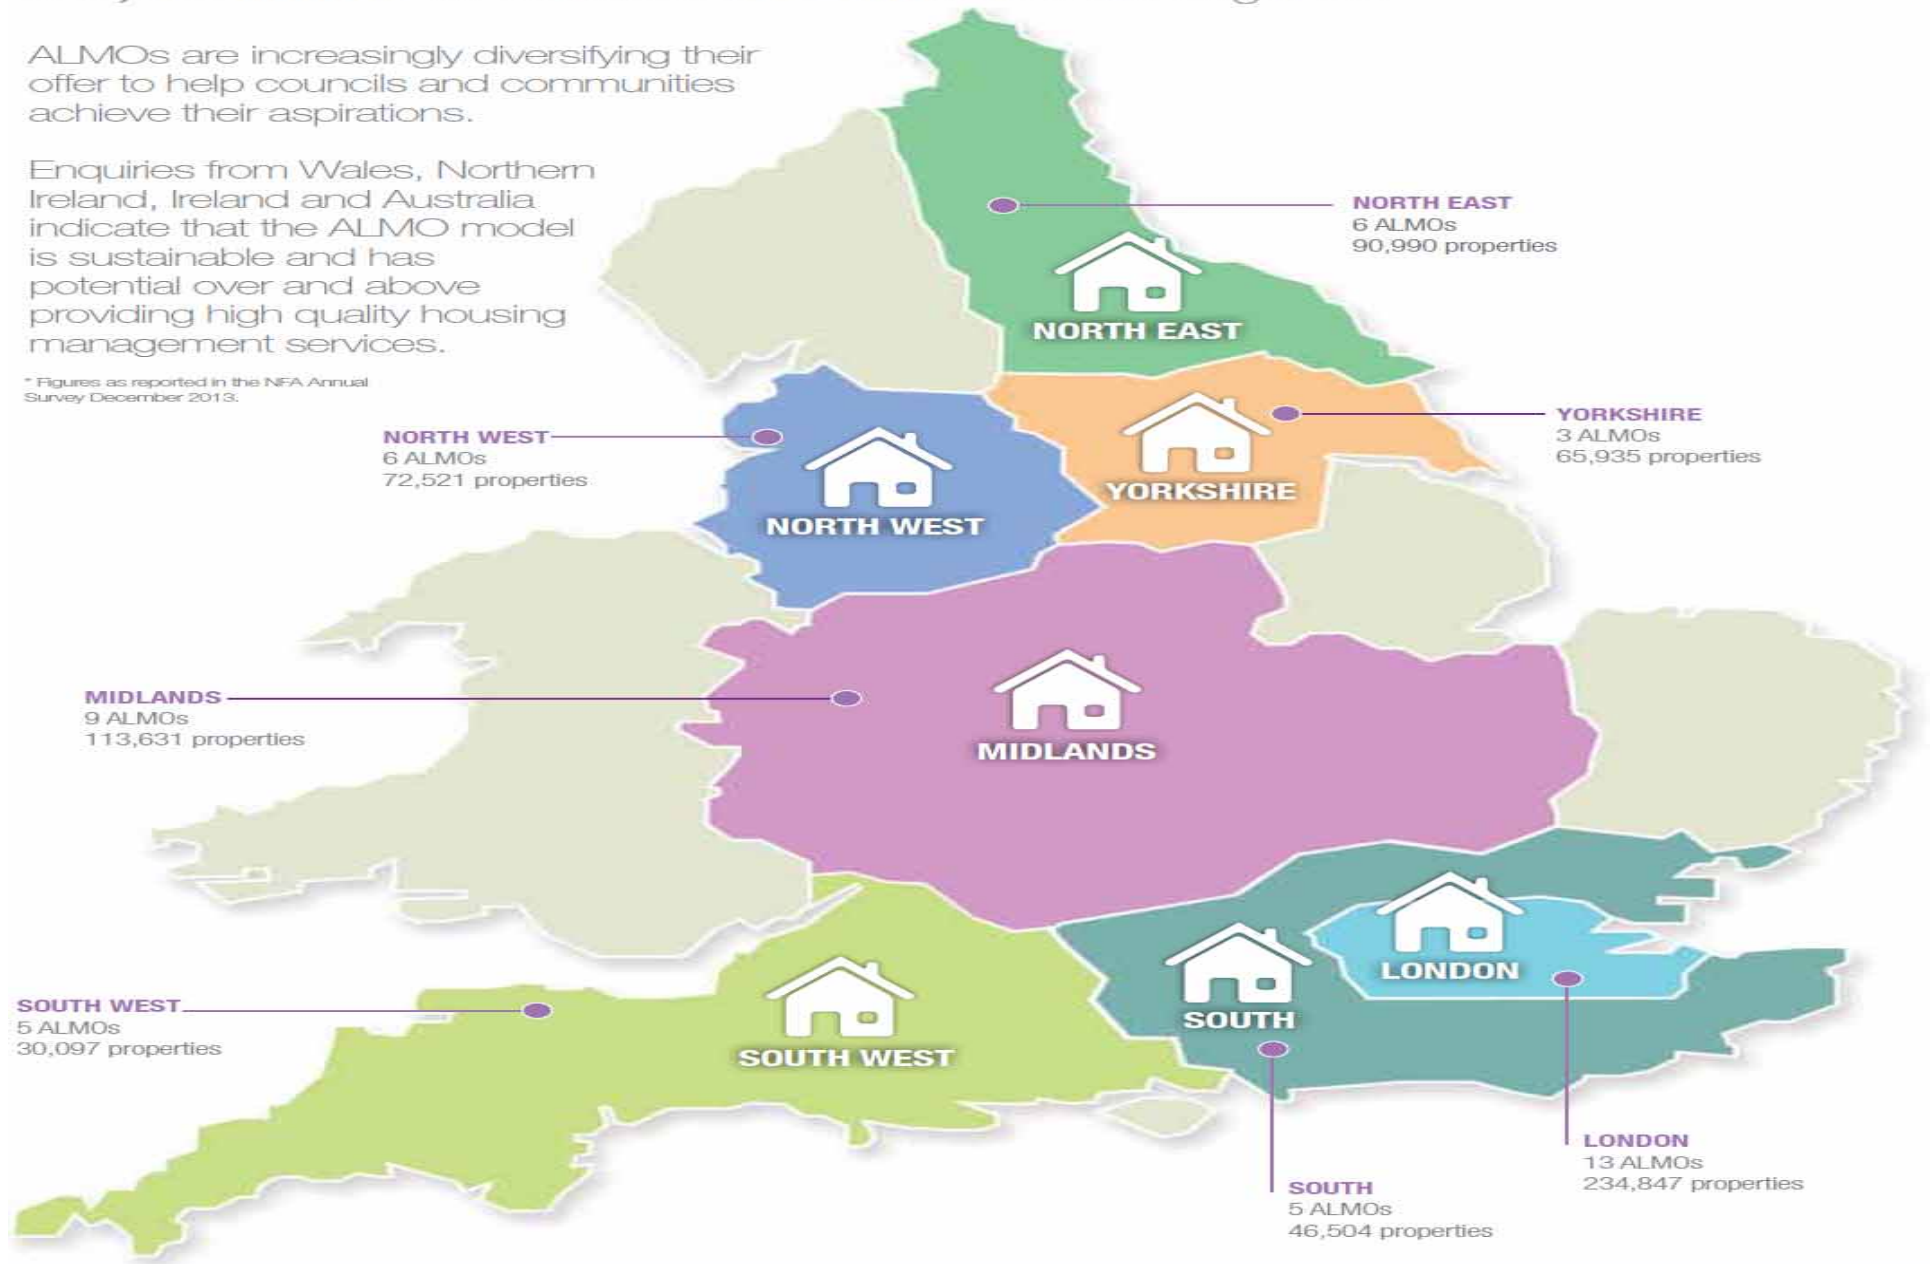 ALMOs are increasingly diversifying their
offer to help councils and communities
achieve their aspirations.
Enquiries from Wales, Northern
Ireland, Ireland and Australia
indicate that the ALMO model
is sustainable and has
potential over and above
providing high quality housing
management services.
* Figures as reported in the NFA Annual
Survey December 2013.
NORTH EAST
6 ALMOs
90,990 properties
NORTH EAST
YORKSHIRE
3 ALMOs
65,935 properties
YORKSHIRE
NORTH WEST
6 ALMOs
72,521 properties
NORTH WEST
MIDLANDS
9 ALMOs
113,631 properties
MIDLANDS
SOUTH WEST
5 ALMOs
30,097 properties
SOUTH WEST
SOUTH
LONDON
LONDON
13 ALMOs
234,847 properties
SOUTH
5 ALMOs
46,504 properties